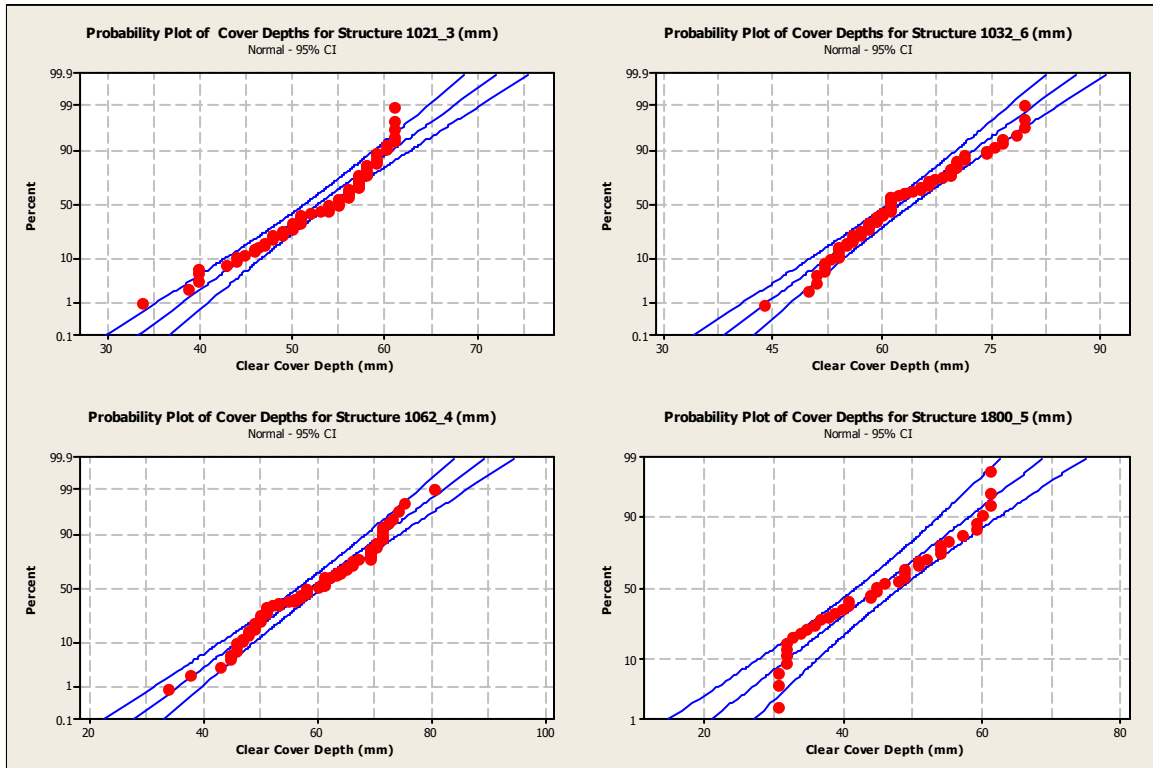 Probability Plot of Cover Depths for Structure 1021_3 (mm)
Normal - 95% CI
Percent
99.9
99
90
50
10
1
0.1
30 40 50 60 70
Clear Cover Depth (mm)
Probability Plot of Cover Depths for Structure 1032_6 (mm)
Normal - 95% CI
Percent
99.9
99
90
50
10
1
0.1
30 45 60 75 90
Clear Cover Depth (mm)
Probability Plot of Cover Depths for Structure 1062_4 (mm)
Normal - 95% CI
Percent
99.9
99
90
50
10
1
0.1
20 40 60 80 100
Clear Cover Depth (mm)
Probability Plot of Cover Depths for Structure 1800_5 (mm)
Normal - 95% CI
Percent
99
90
50
10
1
20 40 60 80
Clear Cover Depth (mm)